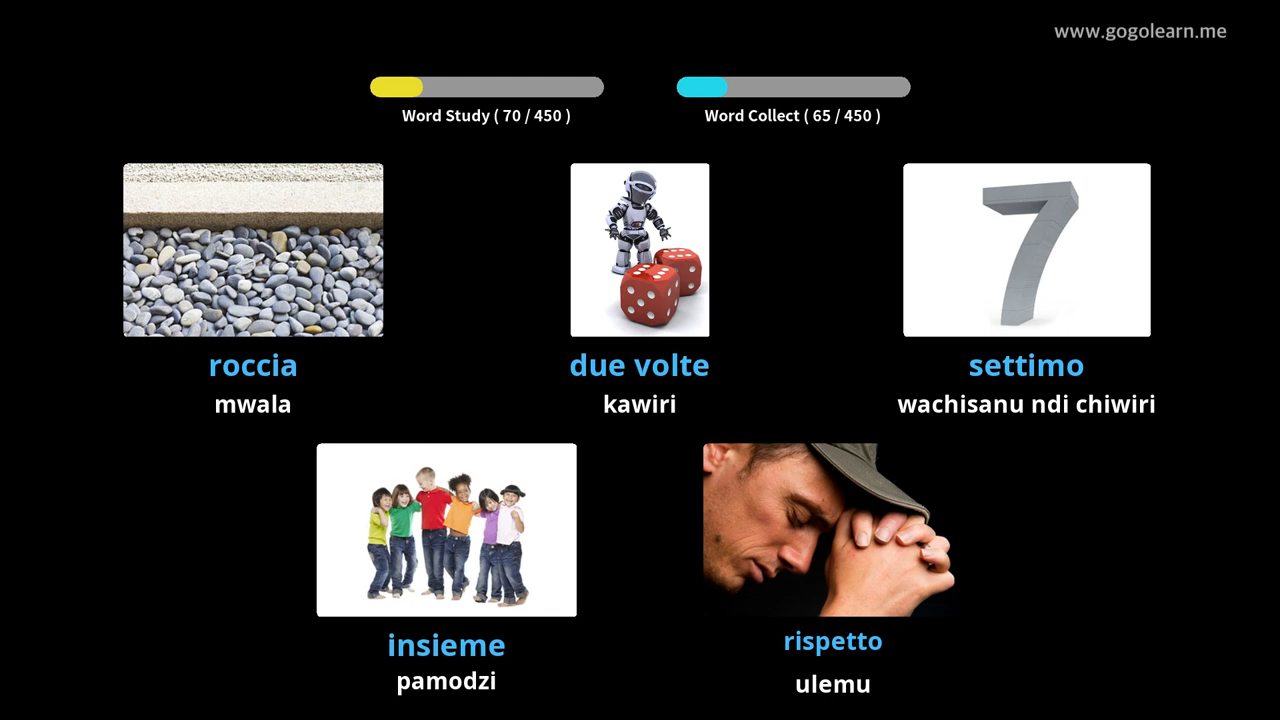 www.gogolearn.me
Word Study ( 70 / 450 )
Word Collect ( 65 / 450 )
roccia
mwala
due volte
kawiri
settimo
wachisanu ndi chiwiri
insieme
pamodzi
rispetto
ulemu